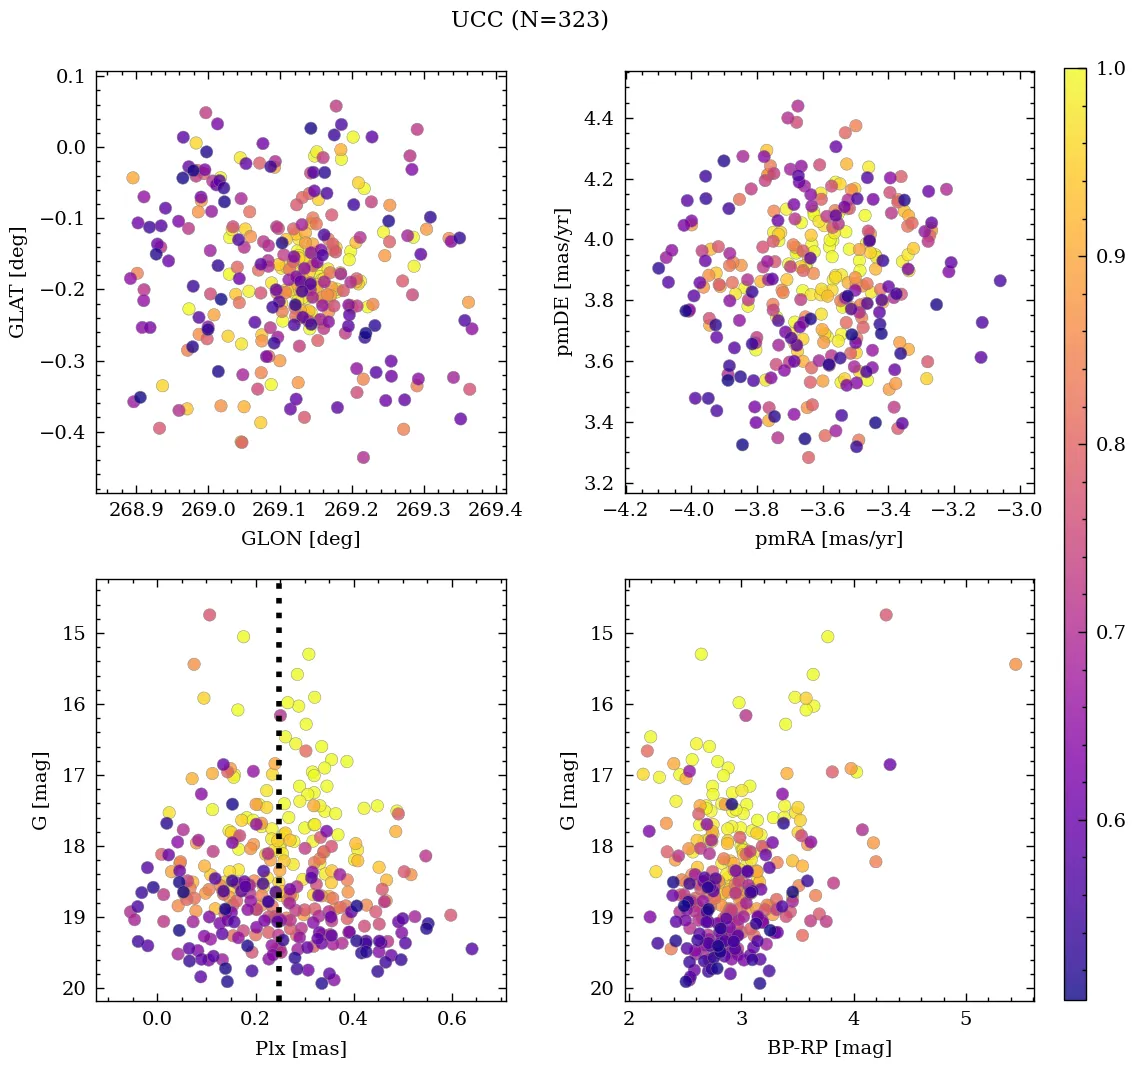 UCC (N=323)
0.1
0.0
−0.1
−0.2
−0.3
−0.4
GLAT [deg]
268.9 269.0 269.1 269.2 269.3 269.4
GLON [deg]
4.4
4.2
4.0
3.8
3.6
3.4
3.2
pmDE [mas/yr]
−4.2 −4.0 −3.8 −3.6 −3.4 −3.2 −3.0
pmRA [mas/yr]
15
16
17
18
19
20
G [mag]
0.0 0.2 0.4 0.6
Plx [mas]
15
16
17
18
19
20
G [mag]
2 3 4 5
BP-RP [mag]
1.0
0.9
0.8
0.7
0.6